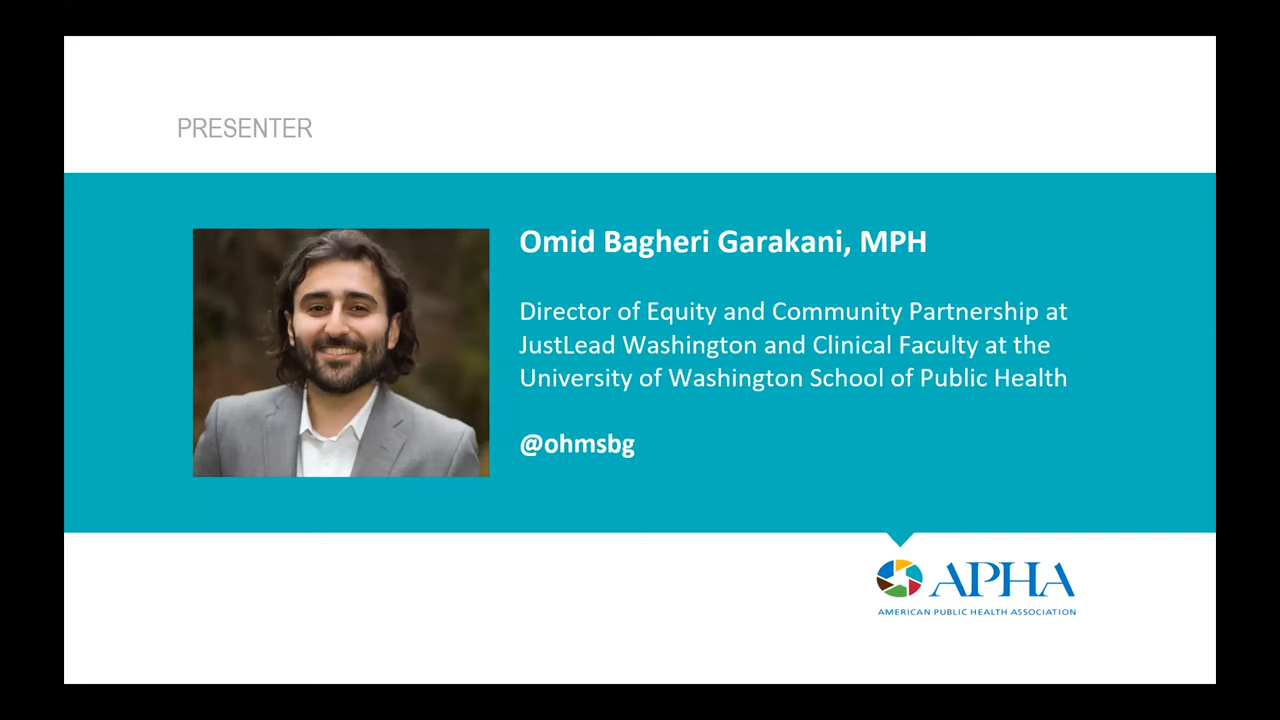 PRESENTER
Omid Bagheri Garakani, MPH
Director of Equity and Community Partnership at
JustLead Washington and Clinical Faculty at the
University of Washington School of Public Health
@ohmsbg
APHA
AMERICAN PUBLIC HEALTH ASSOCIATION